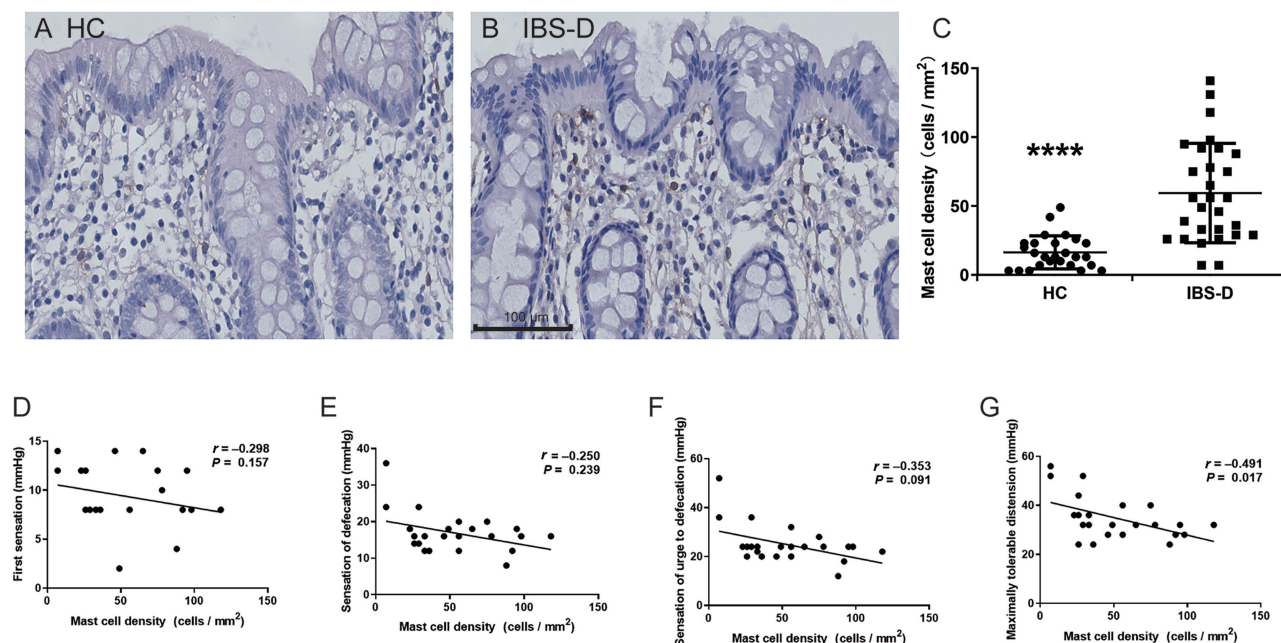 A HC
B IBS-D
100 µm
C
Mast cell density (cells / mm²)
150
100
50
0
****
HC
IBS-D
D
First sensation (mmHg)
15
10
5
0
r = –0.298
P = 0.157
0
50
100
150
Mast cell density (cells / mm²)
E
Sensation of defecation (mmHg)
40
30
20
10
0
r = –0.250
P = 0.239
0
50
100
150
Mast cell density (cells / mm²)
F
Sensation of urge to defecation (mmHg)
60
40
20
0
r = –0.353
P = 0.091
0
50
100
150
Mast cell density (cells / mm²)
G
Maximally tolerable distension (mmHg)
60
40
20
0
r = –0.491
P = 0.017
0
50
100
150
Mast cell density (cells / mm²)